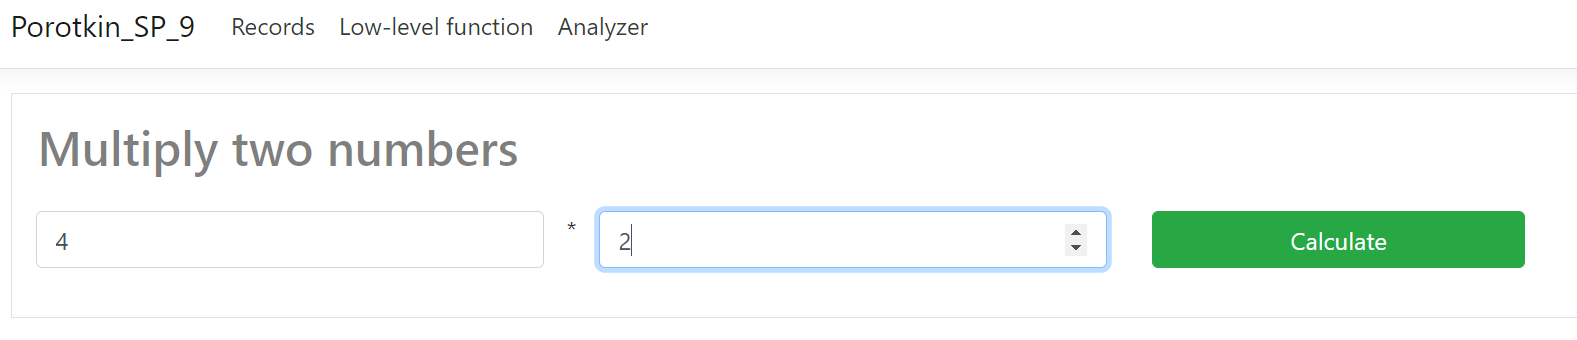 Porotkin_SP_9 Records Low-level function Analyzer
Multiply two numbers
4 * 2 Calculate